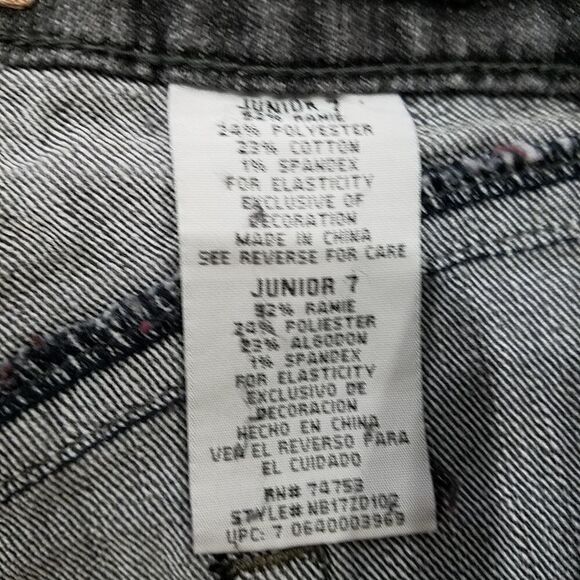 JUNIOR 7
52% RAMIE
24% POLYESTER
23% COTTON
1% SPANDEX
FOR ELASTICITY
EXCLUSIVE OF
DECORATION
MADE IN CHINA
SEE REVERSE FOR CARE
JUNIOR 7
52% RAMIE
24% POLIESTER
23% ALGODON
1% SPANDEX
FOR ELASTICITY
EXCLUSIVO DE
DECORACION
HECHO EN CHINA
VEA EL REVERSO PARA
EL CUIDADO
RN# 74753
STYLE# NB17ZD102
UPC: 7 0640003969